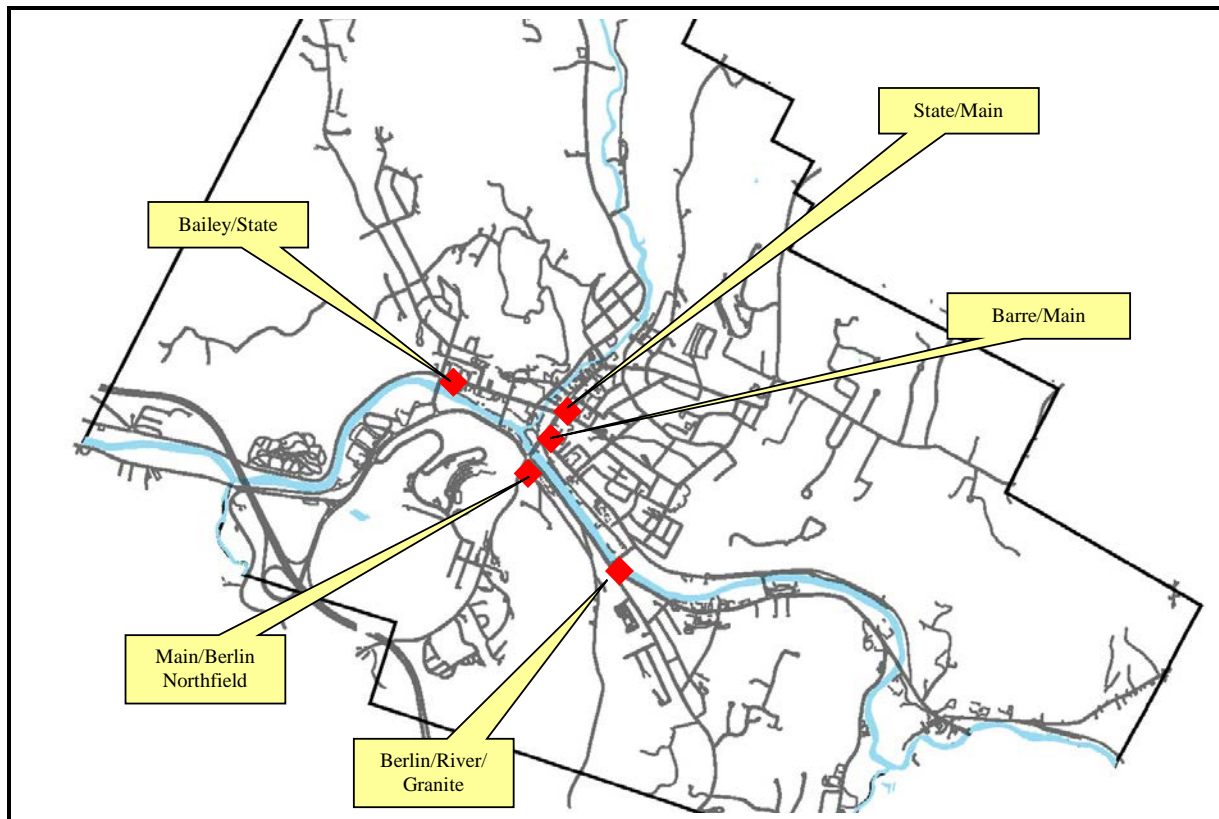 State/Main
Bailey/State
Barre/Main
Main/Berlin
Northfield
Berlin/River/
Granite